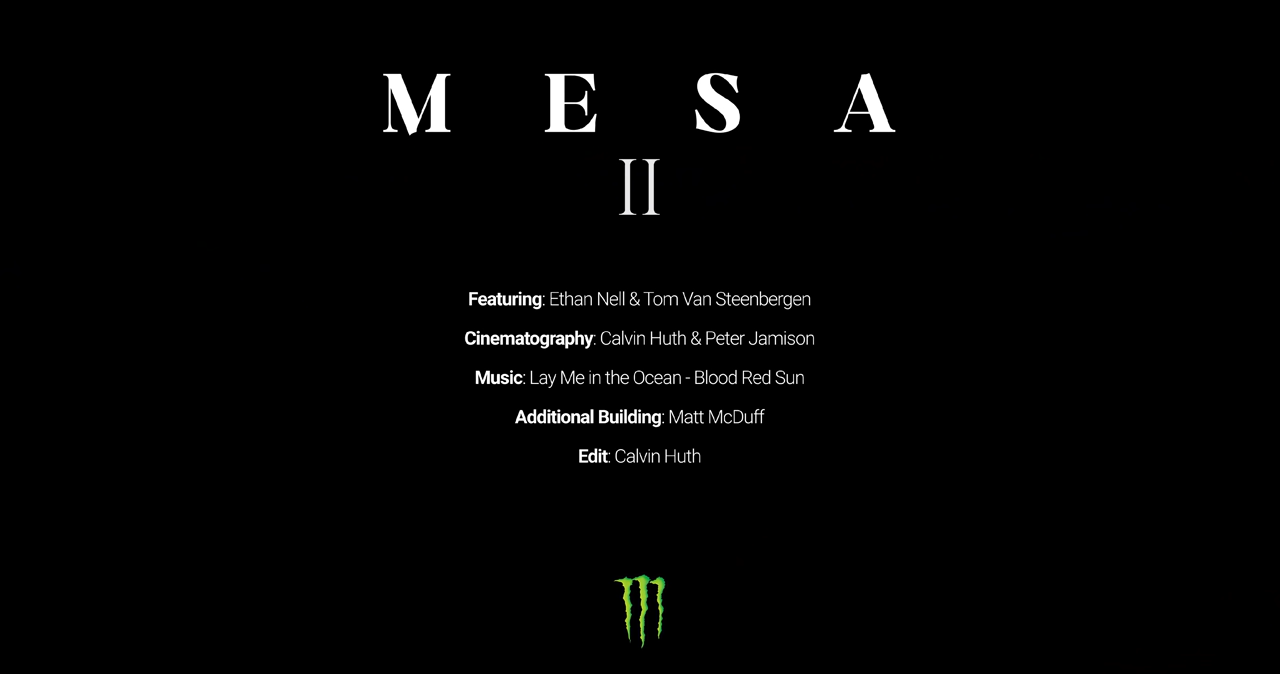 MESA
II
Featuring: Ethan Nell & Tom Van Steenbergen
Cinematography: Calvin Huth & Peter Jamison
Music: Lay Me in the Ocean - Blood Red Sun
Additional Building: Matt McDuff
Edit: Calvin Huth